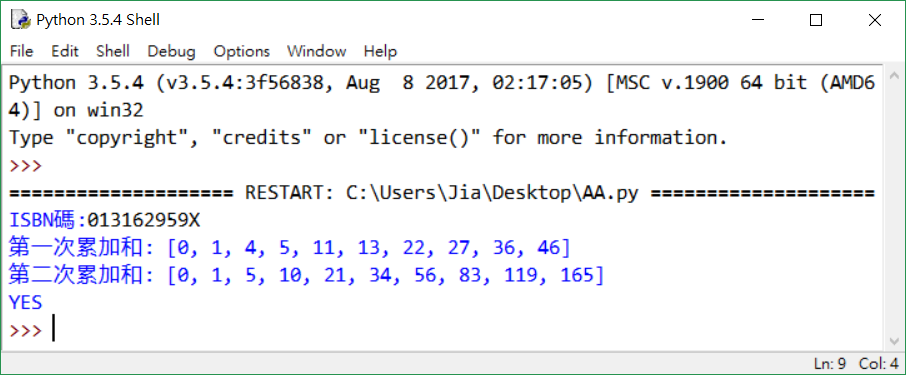 Python 3.5.4 Shell
File Edit Shell Debug Options Window Help
Python 3.5.4 (v3.5.4:3f56838, Aug  8 2017, 02:17:05) [MSC v.1900 64 bit (AMD6
4)] on win32
Type "copyright", "credits" or "license()" for more information.
>>>
==================== RESTART: C:\Users\Jia\Desktop\AA.py ====================
ISBN碼:013162959X
第一次累加和: [0, 1, 4, 5, 11, 13, 22, 27, 36, 46]
第二次累加和: [0, 1, 5, 10, 21, 34, 56, 83, 119, 165]
YES
>>>
Ln: 9 Col: 4